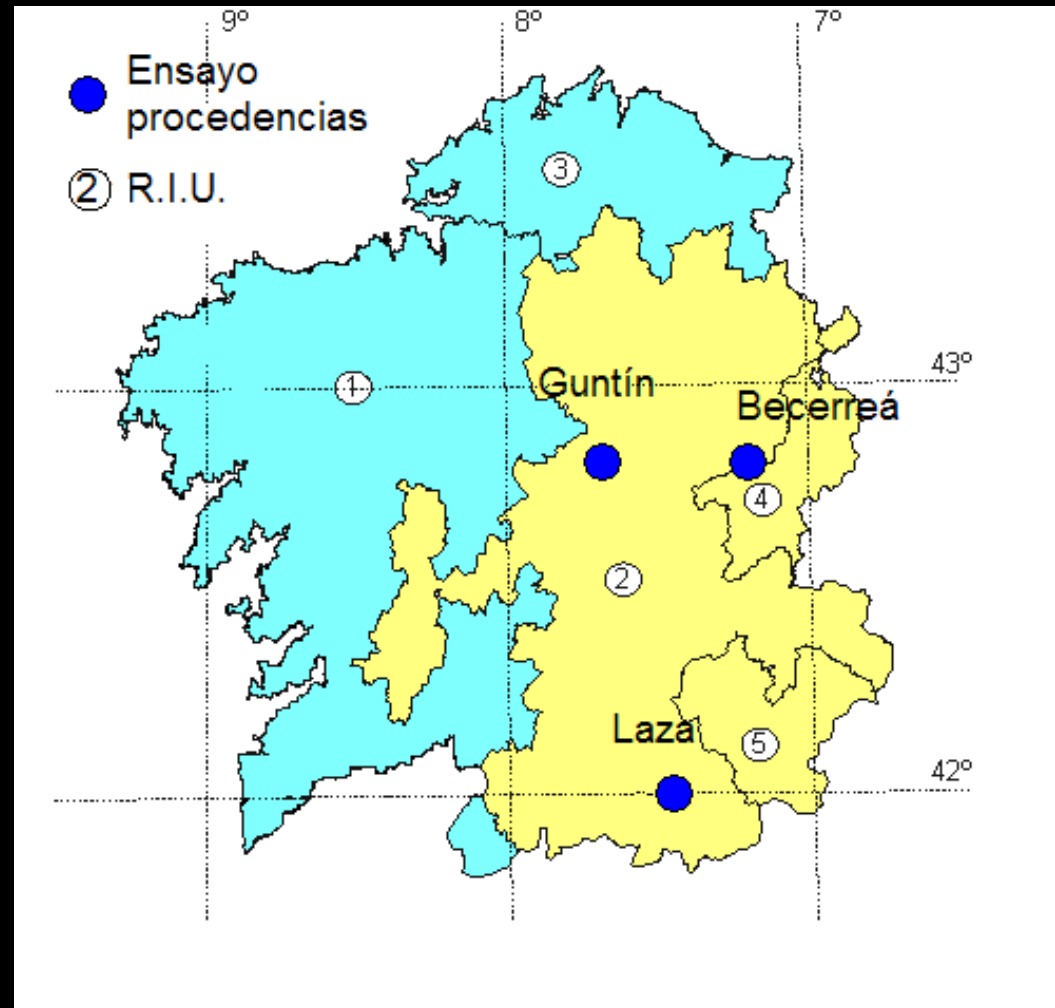 9º 8º 7º
Ensayo
procedencias
2 R.I.U.
3
43º
1
Guntín
Becerreá
4
2
Laza
5
42º